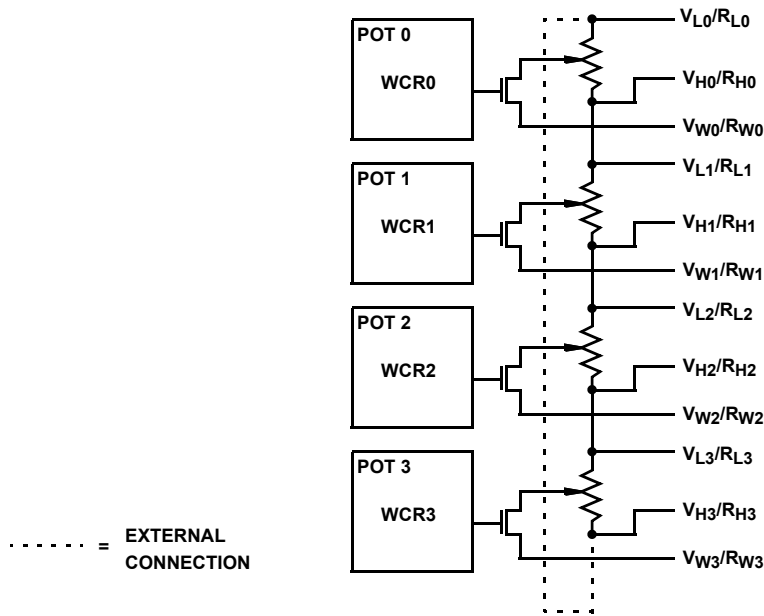 POT 0
WCR0
VL0/RL0
VH0/RH0
VW0/RW0
POT 1
WCR1
VL1/RL1
VH1/RH1
VW1/RW1
POT 2
WCR2
VL2/RL2
VH2/RH2
VW2/RW2
POT 3
WCR3
VL3/RL3
VH3/RH3
VW3/RW3
= EXTERNAL
CONNECTION